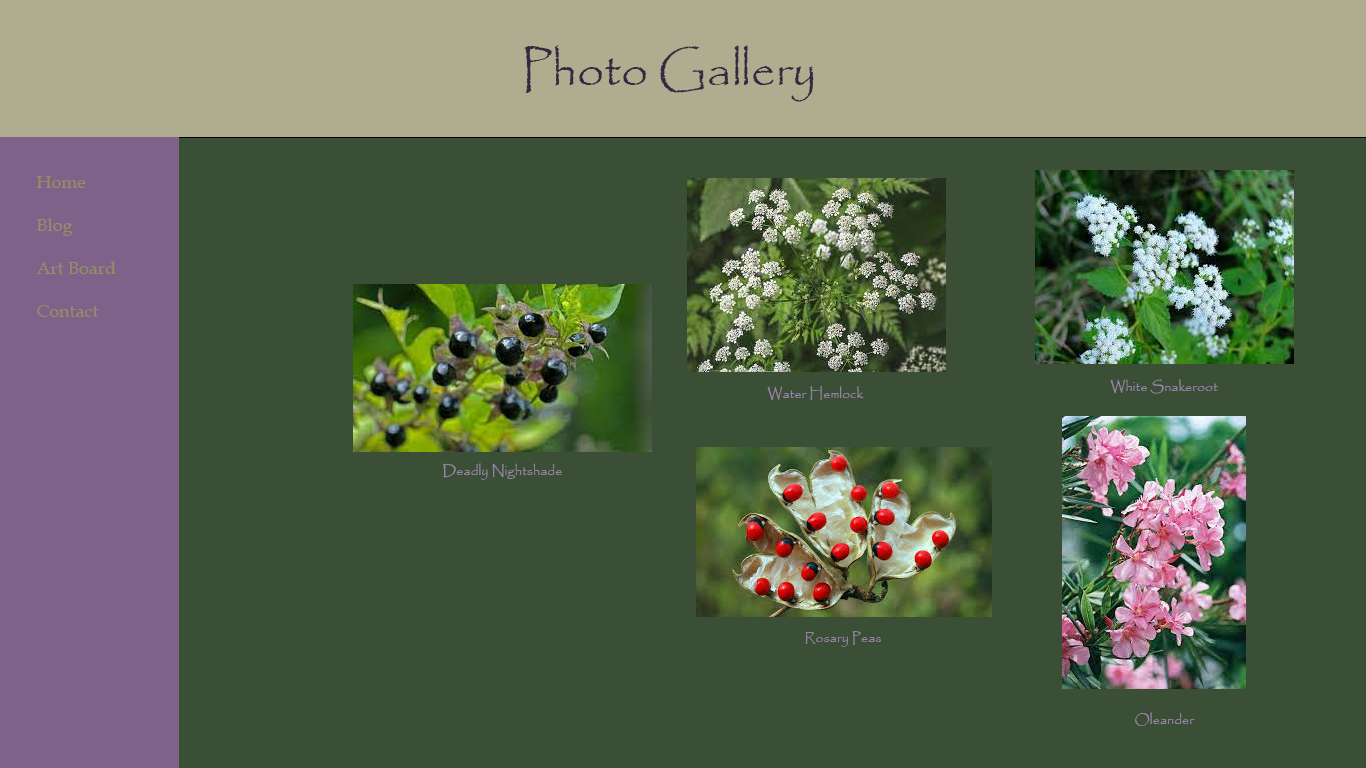 Photo Gallery
Home
Blog
Art Board
Contact
Deadly Nightshade
Water Hemlock
White Snakeroot
Rosary Peas
Oleander